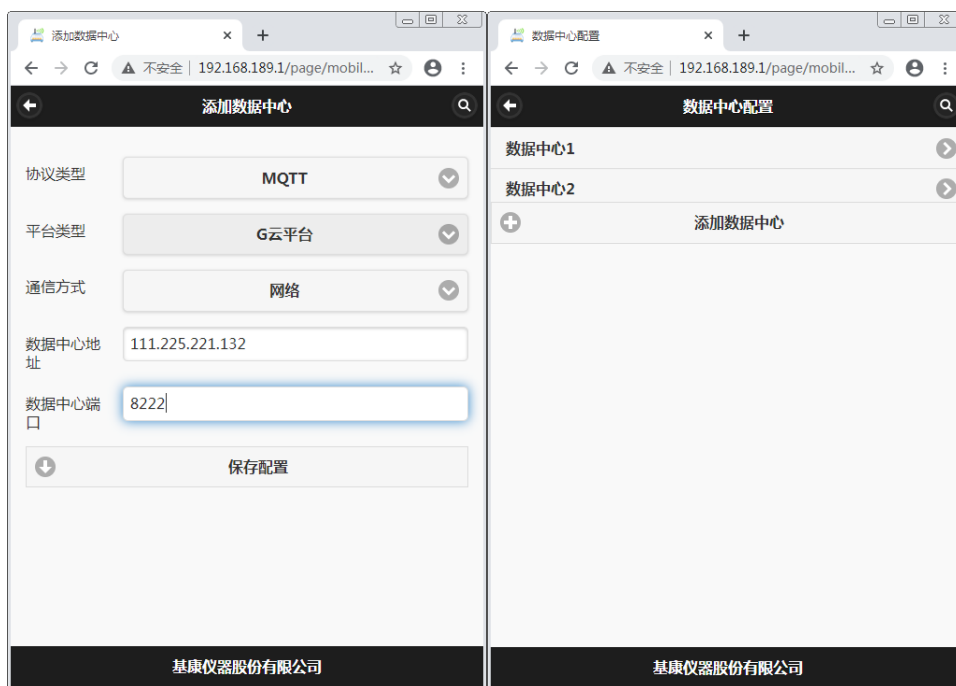 添加数据中心
不安全 | 192.168.189.1/page/mobil...
添加数据中心
协议类型
MQTT
平台类型
G云平台
通信方式
网络
数据中心地
址
111.225.221.132
数据中心端
口
8222
保存配置
基康仪器股份有限公司
数据中心配置
不安全 | 192.168.189.1/page/mobil...
数据中心配置
数据中心1
数据中心2
添加数据中心
基康仪器股份有限公司